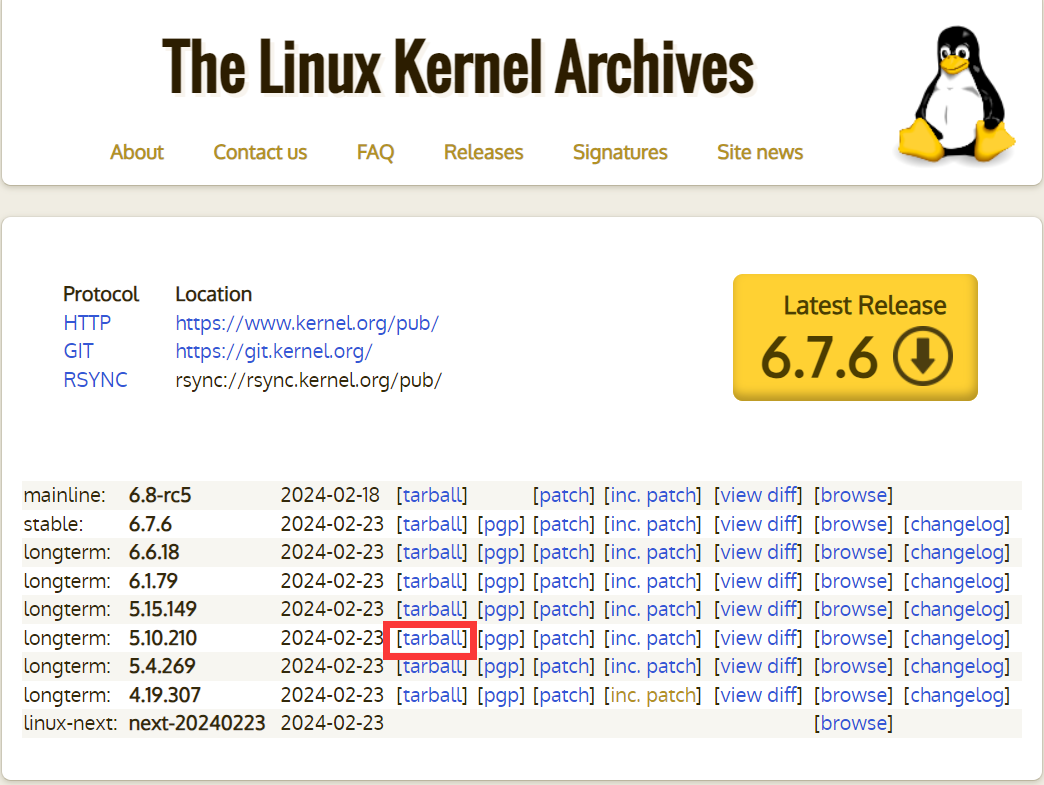 The Linux Kernel Archives
About Contact us FAQ Releases Signatures Site news
Protocol Location
HTTP https://www.kernel.org/pub/
GIT https://git.kernel.org/
RSYNC rsync://rsync.kernel.org/pub/
Latest Release
6.7.6
mainline: 6.8-rc5 2024-02-18 [tarball] [patch] [inc. patch] [view diff] [browse]
stable: 6.7.6 2024-02-23 [tarball] [pgp] [patch] [inc. patch] [view diff] [browse] [changelog]
longterm: 6.6.18 2024-02-23 [tarball] [pgp] [patch] [inc. patch] [view diff] [browse] [changelog]
longterm: 6.1.79 2024-02-23 [tarball] [pgp] [patch] [inc. patch] [view diff] [browse] [changelog]
longterm: 5.15.149 2024-02-23 [tarball] [pgp] [patch] [inc. patch] [view diff] [browse] [changelog]
longterm: 5.10.210 2024-02-23 [tarball] [pgp] [patch] [inc. patch] [view diff] [browse] [changelog]
longterm: 5.4.269 2024-02-23 [tarball] [pgp] [patch] [inc. patch] [view diff] [browse] [changelog]
longterm: 4.19.307 2024-02-23 [tarball] [pgp] [patch] [inc. patch] [view diff] [browse] [changelog]
linux-next: next-20240223 2024-02-23 [browse]